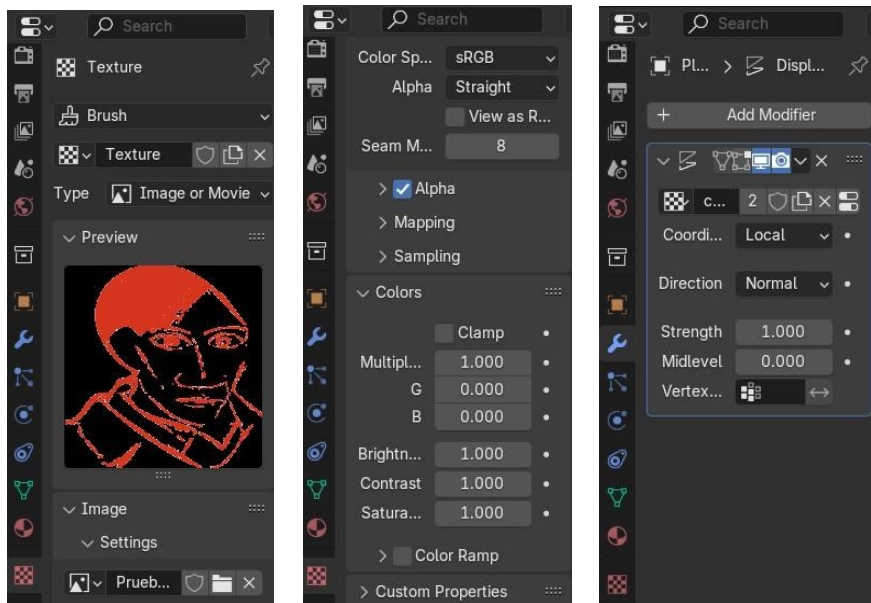 Search
Texture
Brush
Texture
Type Image or Movie
Preview
Image
Settings
Prueb...
Search
Color Sp... sRGB
Alpha Straight
View as R...
Seam M... 8
Alpha
Mapping
Sampling
Colors
Clamp
Multipl... 1.000
G 0.000
B 0.000
Brightn... 1.000
Contrast 1.000
Satura... 1.000
Color Ramp
Custom Properties
Search
Pl... > Displ...
+ Add Modifier
c... 2
Coordi... Local
Direction Normal
Strength 1.000
Midlevel 0.000
Vertex...